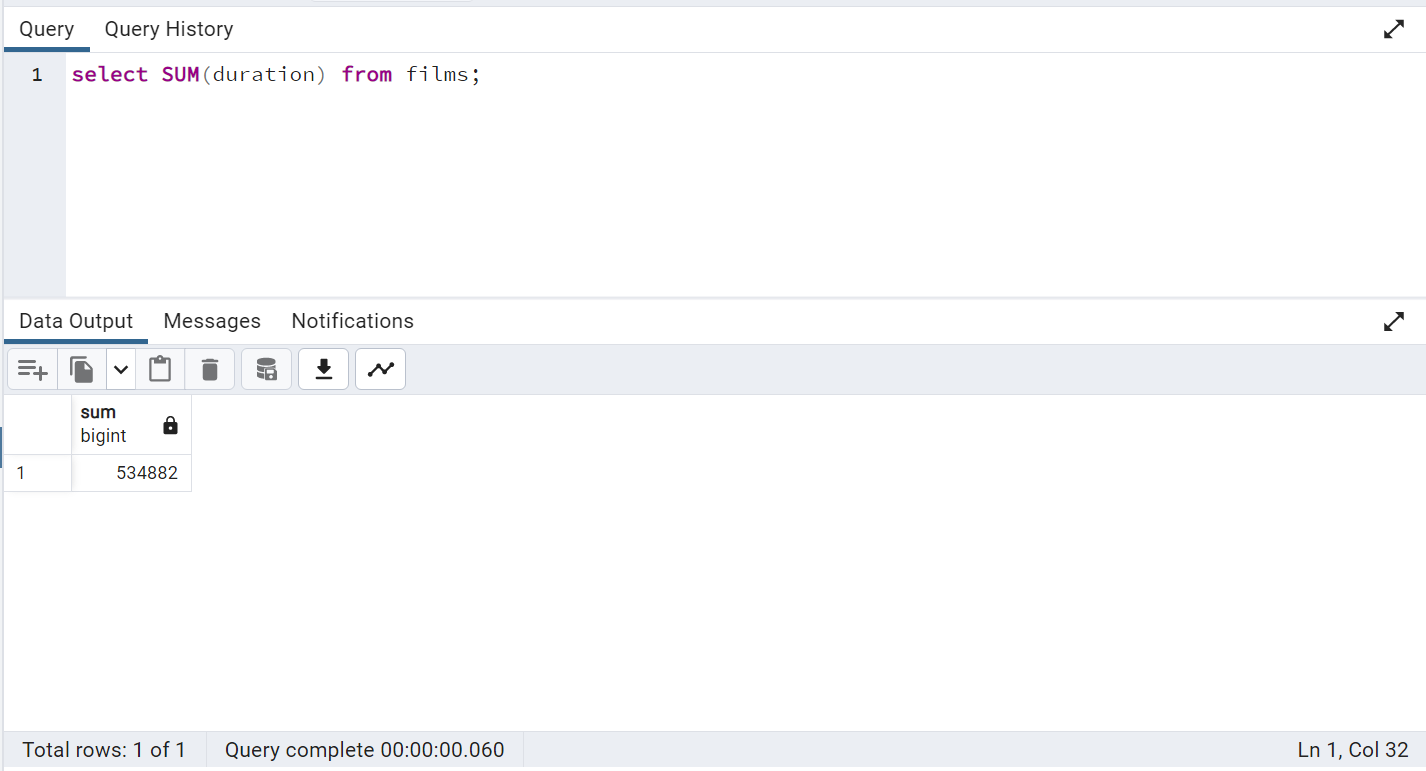 Query Query History
1 select SUM(duration) from films;
Data Output Messages Notifications
sum
bigint
1 534882
Total rows: 1 of 1 Query complete 00:00:00.060 Ln 1, Col 32